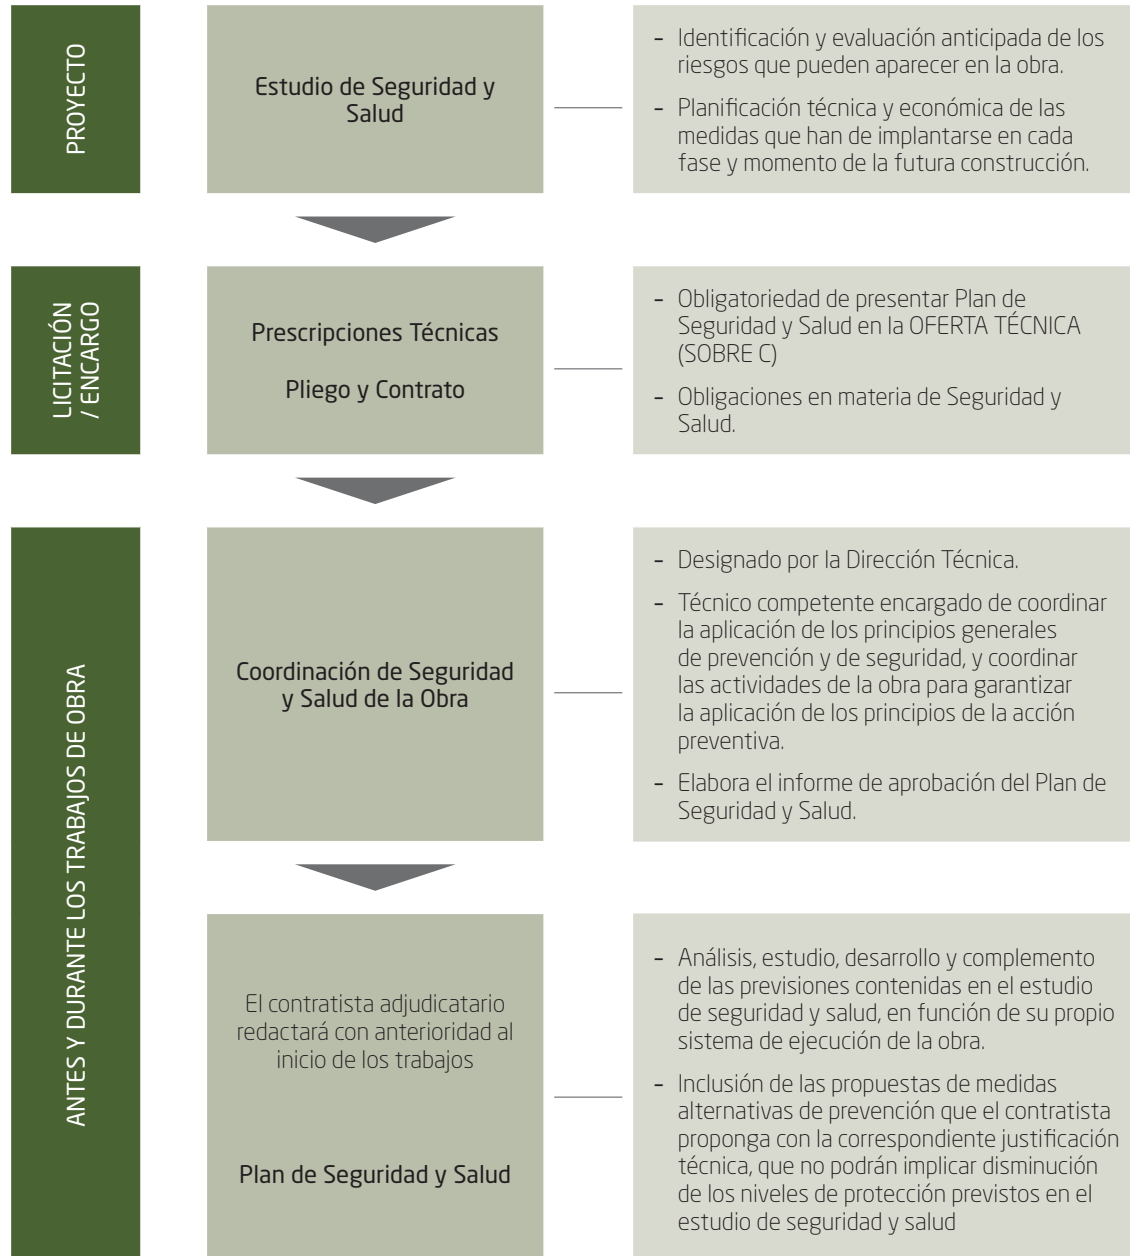 PROYECTO
Estudio de Seguridad y
Salud
– Identificación y evaluación anticipada de los
riesgos que pueden aparecer en la obra.
– Planificación técnica y económica de las
medidas que han de implantarse en cada
fase y momento de la futura construcción.
LICITACIÓN
/ ENCARGO
Prescripciones Técnicas
Pliego y Contrato
– Obligatoriedad de presentar Plan de
Seguridad y Salud en la OFERTA TÉCNICA
(SOBRE C)
– Obligaciones en materia de Seguridad y
Salud.
ANTES Y DURANTE LOS TRABAJOS DE OBRA
Coordinación de Seguridad
y Salud de la Obra
– Designado por la Dirección Técnica.
– Técnico competente encargado de coordinar
la aplicación de los principios generales
de prevención y de seguridad, y coordinar
las actividades de la obra para garantizar
la aplicación de los principios de la acción
preventiva.
– Elabora el informe de aprobación del Plan de
Seguridad y Salud.
El contratista adjudicatario
redactará con anterioridad al
inicio de los trabajos
Plan de Seguridad y Salud
– Análisis, estudio, desarrollo y complemento
de las previsiones contenidas en el estudio
de seguridad y salud, en función de su propio
sistema de ejecución de la obra.
– Inclusión de las propuestas de medidas
alternativas de prevención que el contratista
proponga con la correspondiente justificación
técnica, que no podrán implicar disminución
de los niveles de protección previstos en el
estudio de seguridad y salud